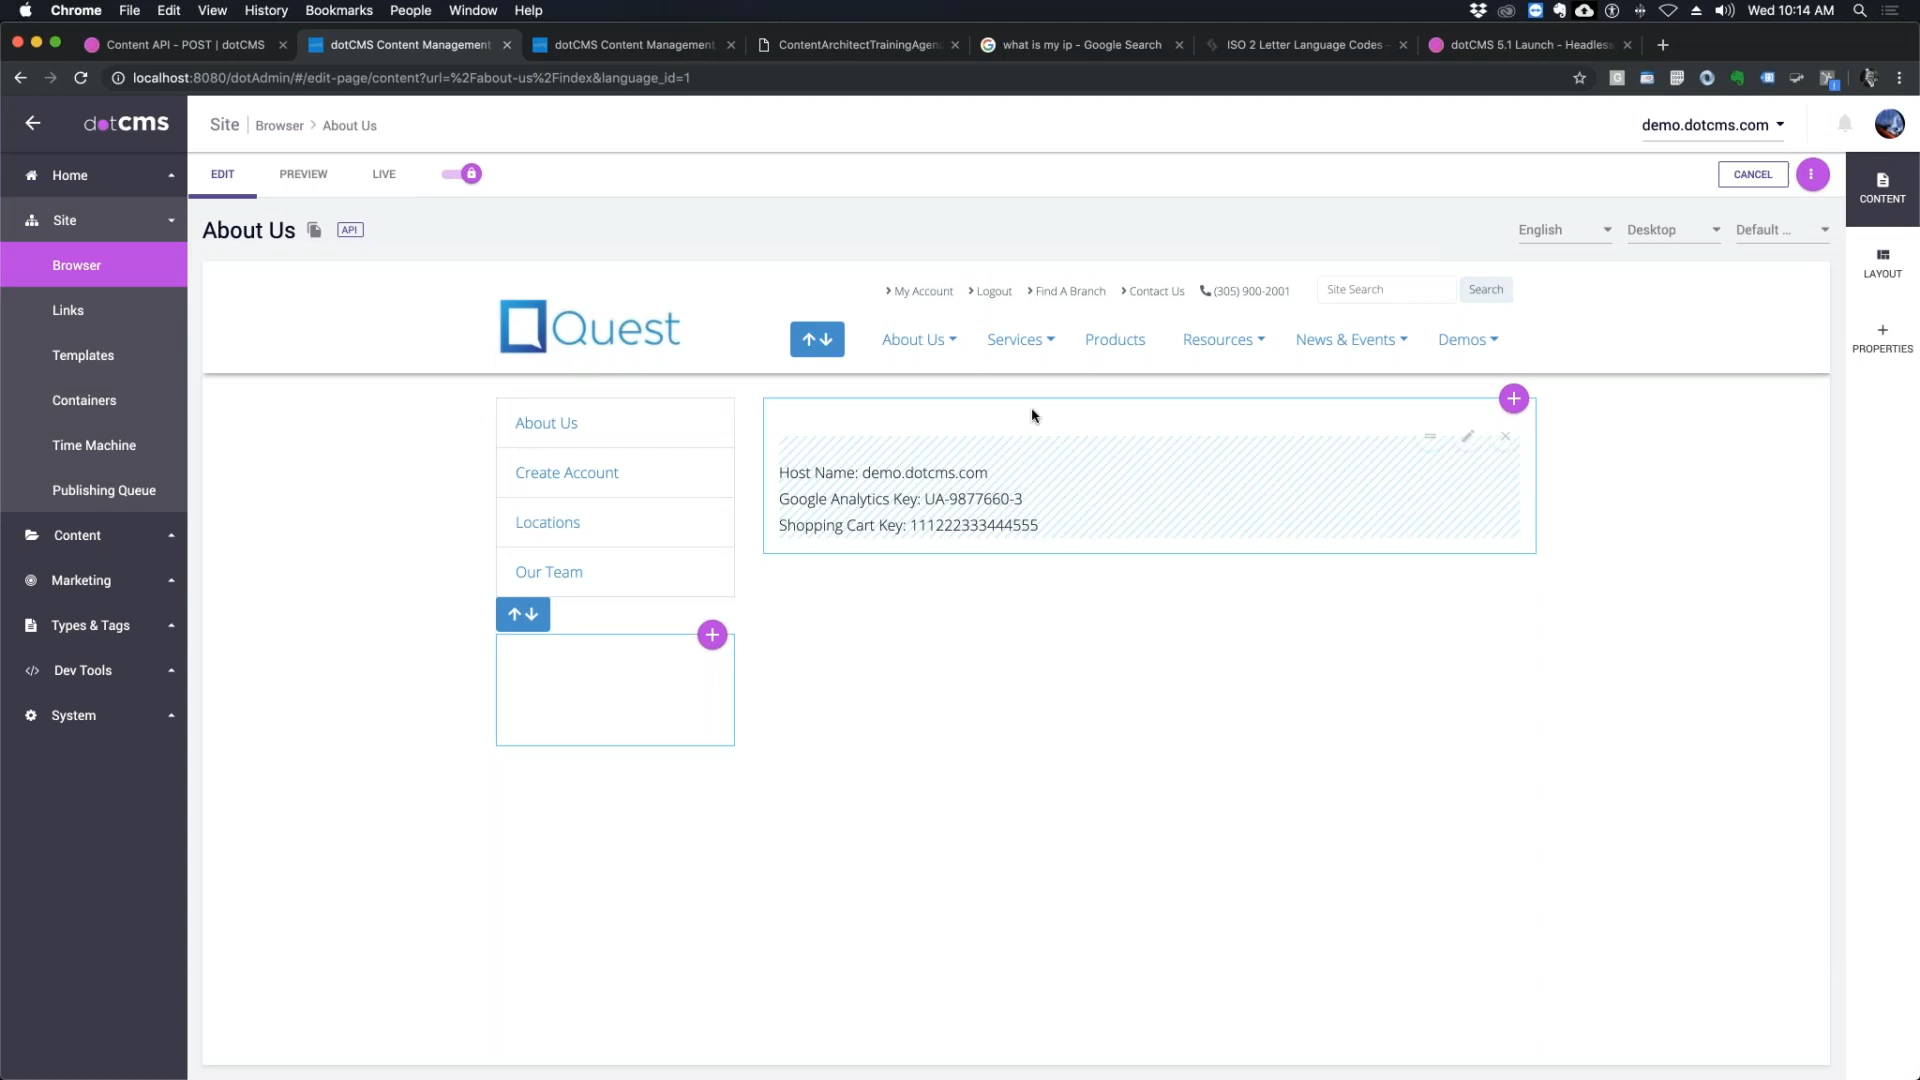 Chrome File Edit View History Bookmarks People Window Help Wed 10:14 AM
Content API - POST | dotCMS
dotCMS Content Management
dotCMS Content Management
ContentArchitectTrainingAgen
what is my ip - Google Search
ISO 2 Letter Language Codes
dotCMS 5.1 Launch - Headless
localhost:8080/dotAdmin/#/edit-page/content?url=%2Fabout-us%2Findex&language_id=1
dotCMS
Site Browser > About Us
demo.dotcms.com
Home
Site
Browser
Links
Templates
Containers
Time Machine
Publishing Queue
Content
Marketing
Types & Tags
Dev Tools
System
EDIT PREVIEW LIVE
CANCEL
About Us API
English Desktop Default ...
CONTENT
LAYOUT
PROPERTIES
Quest
My Account Logout Find A Branch Contact Us (305) 900-2001 Site Search Search
About Us Services Products Resources News & Events Demos
About Us
Create Account
Locations
Our Team
Host Name: demo.dotcms.com
Google Analytics Key: UA-9877660-3
Shopping Cart Key: 111222333444555